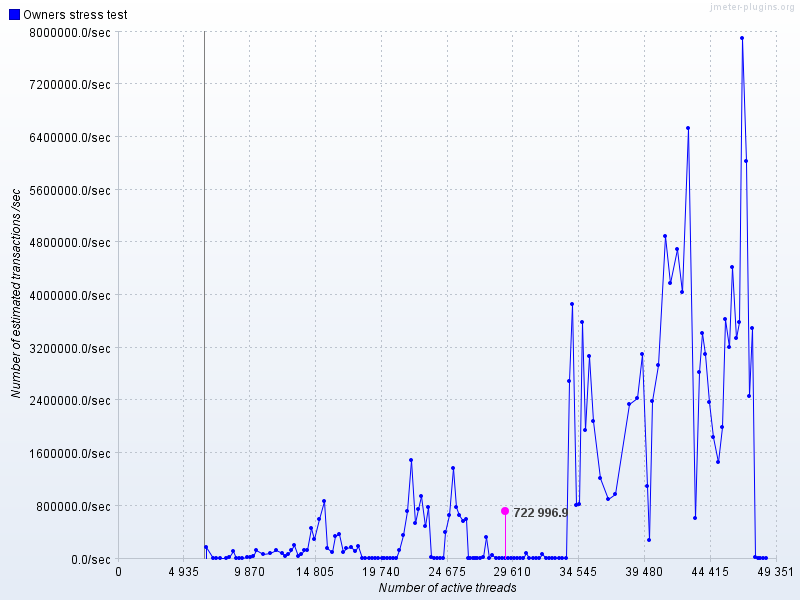 jmeter-plugins.org
Owners stress test
8000000.0/sec
7200000.0/sec
6400000.0/sec
5600000.0/sec
4800000.0/sec
4000000.0/sec
3200000.0/sec
2400000.0/sec
1600000.0/sec
800000.0/sec
0.0/sec
Number of estimated transactions /sec
722 996.9
0 4 935 9 870 14 805 19 740 24 675 29 610 34 545 39 480 44 415 49 351
Number of active threads